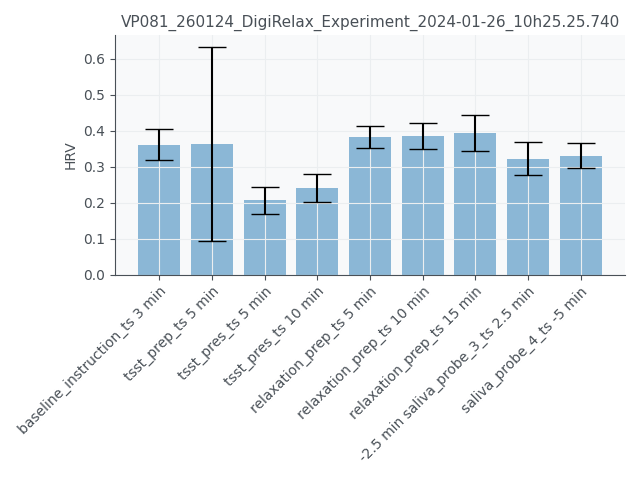 VP081_260124_DigiRelax_Experiment_2024-01-26_10h25.25.740
HRV
0.6
0.5
0.4
0.3
0.2
0.1
0.0
baseline_instruction_ts 3 min
tsst_prep_ts 5 min
tsst_pres_ts 5 min
tsst_pres_ts 10 min
relaxation_prep_ts 5 min
relaxation_prep_ts 10 min
relaxation_prep_ts 15 min
-2.5 min saliva_probe_3_ts 2.5 min
saliva_probe_4_ts -5 min